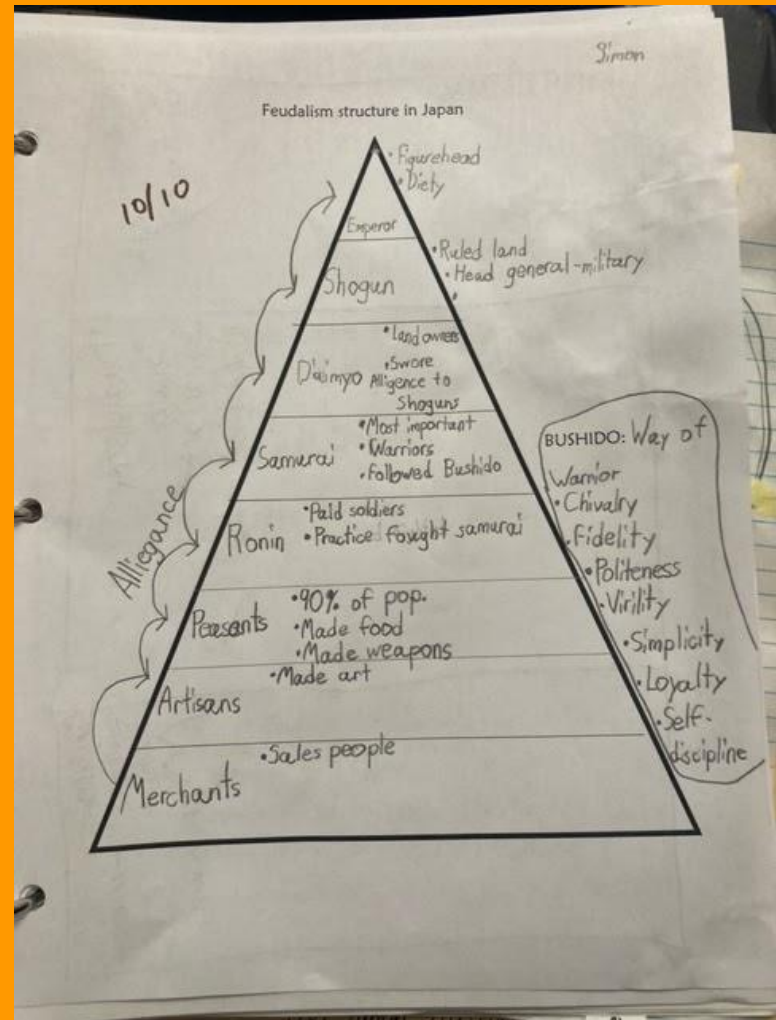 Simon
Feudalism structure in Japan
10/10
• Figurehead
• Diety
Emperor
• Ruled land
• Head general-military
•
Shogun
• Land owners
Daimyo
• Swore
Alligence to
Shoguns
• Most important
Samurai
• Warriors
• Followed Bushido
• Paid soldiers
Ronin
• Practice fought samurai
Peasants
• 90% of pop.
• Made food
• Made weapons
• Made art
Artisans
• Sales people
Merchants
Alliegance
BUSHIDO: Way of
Warrior
• Chivalry
• Fidelity
• Politeness
• Virility
• Simplicity
• Loyalty
• Self-
discipline